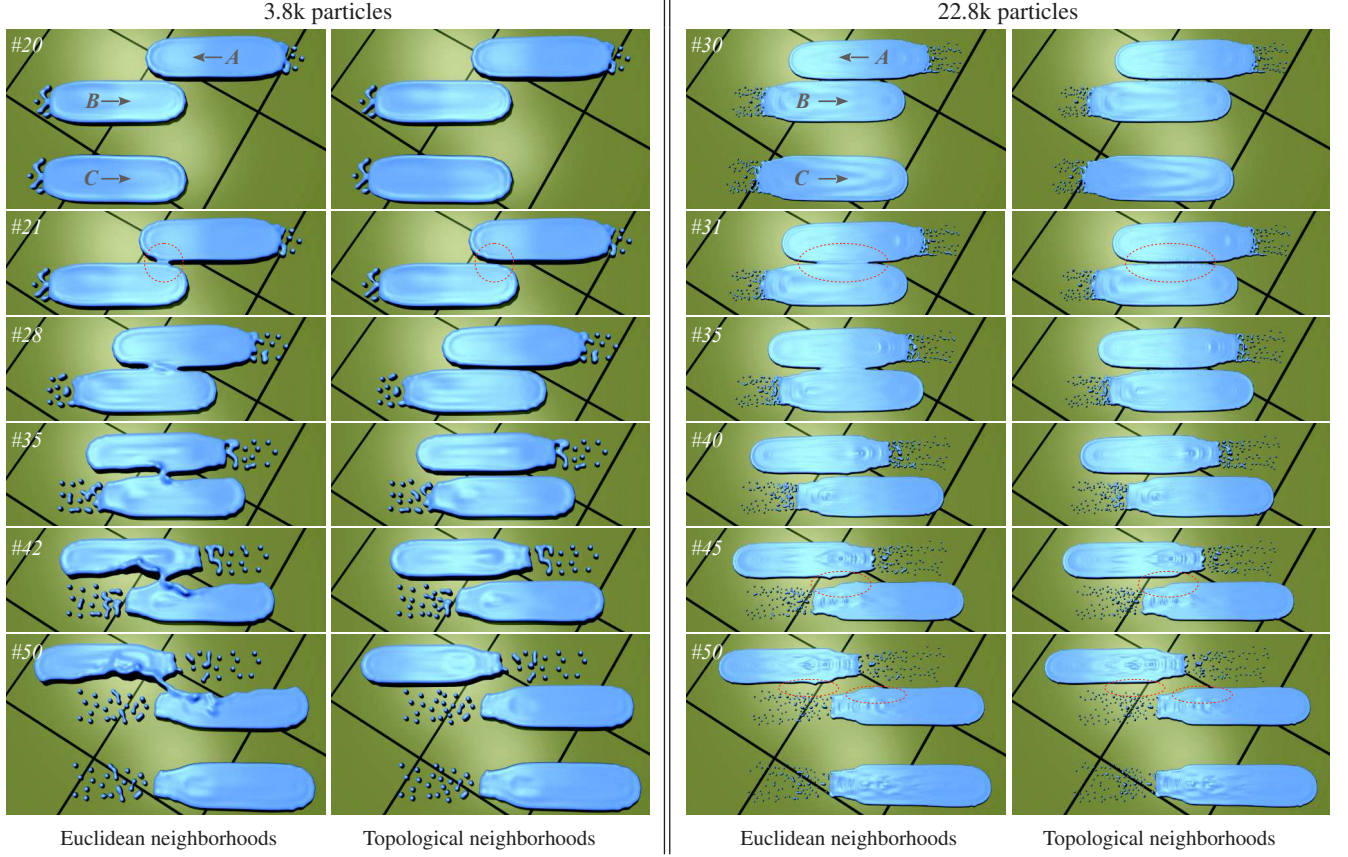 3.8k particles
22.8k particles
#20
A
B
C
#30
A
B
C
#21
#31
#28
#35
#35
#40
#42
#45
#50
#50
Euclidean neighborhoods
Topological neighborhoods
Euclidean neighborhoods
Topological neighborhoods